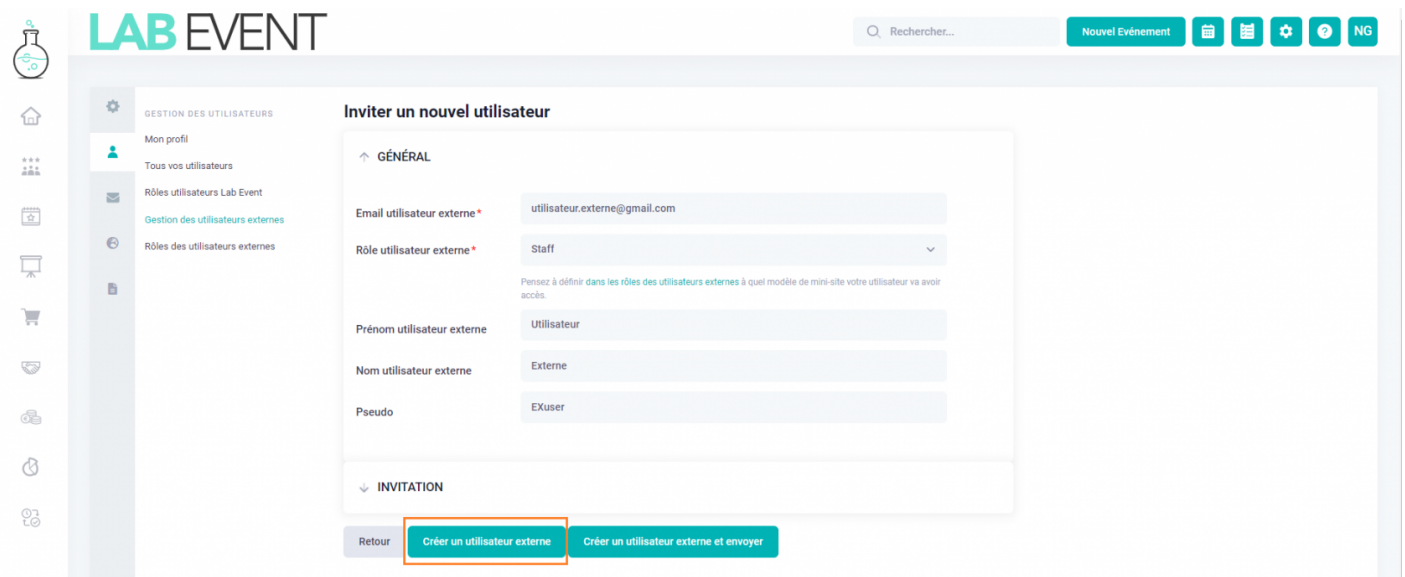 LAB EVENT
Rechercher...
Nouvel Evénement
NG
GESTION DES UTILISATEURS
Mon profil
Tous vos utilisateurs
Rôles utilisateurs Lab Event
Gestion des utilisateurs externes
Rôles des utilisateurs externes
Inviter un nouvel utilisateur
GÉNÉRAL
Email utilisateur externe*
utilisateur.externe@gmail.com
Rôle utilisateur externe*
Staff
Pensez à définir dans les rôles des utilisateurs externes à quel modèle de mini-site votre utilisateur va avoir
accès.
Prénom utilisateur externe
Utilisateur
Nom utilisateur externe
Externe
Pseudo
EXuser
INVITATION
Retour
Créer un utilisateur externe
Créer un utilisateur externe et envoyer